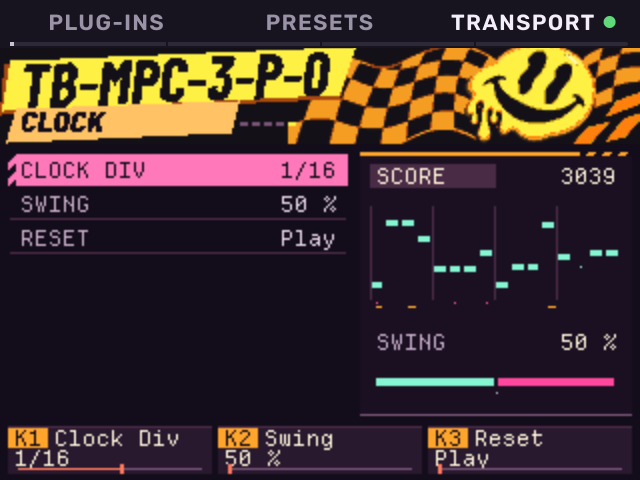 PLUG-INS PRESETS TRANSPORT
TB-MPC-3-P-0
CLOCK
CLOCK DIV 1/16
SWING 50 %
RESET Play
SCORE 3039
SWING 50 %
K1 Clock Div
1/16
K2 Swing
50 %
K3 Reset
Play